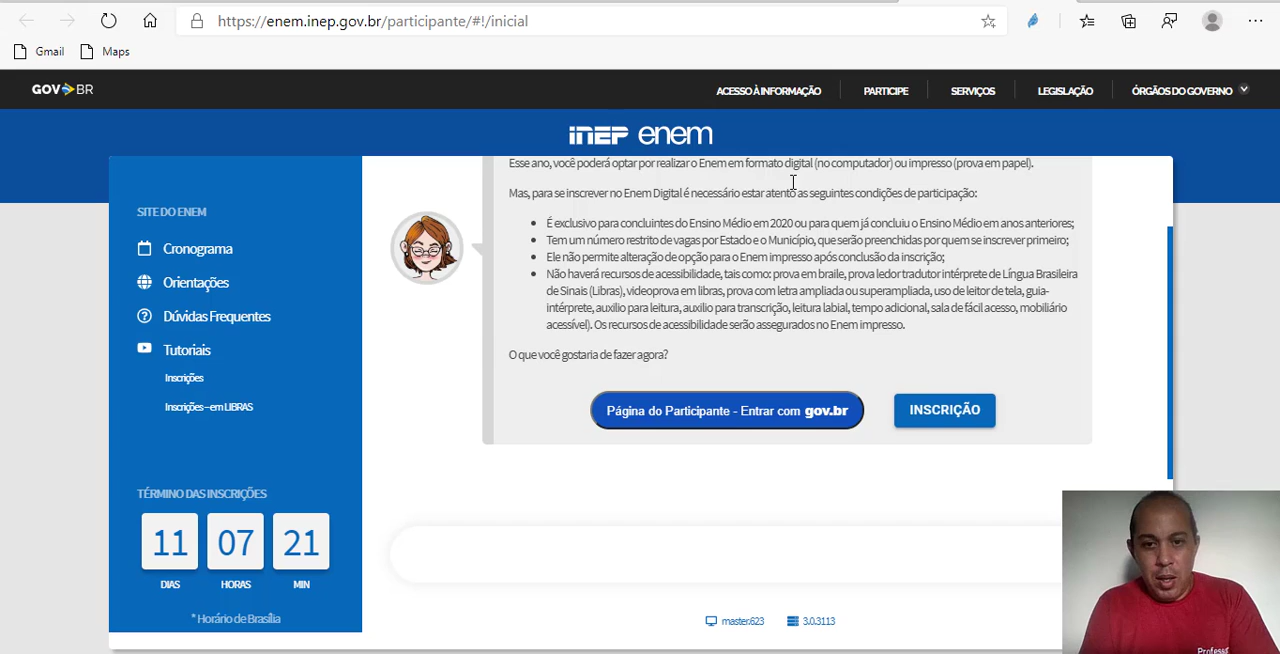 https://enem.inep.gov.br/participante/#!/inicial
Gmail Maps
GOV BR ACESSO À INFORMAÇÃO PARTICIPE SERVIÇOS LEGISLAÇÃO ÓRGÃOS DO GOVERNO
inep enem
Esse ano, você poderá optar por realizar o Enem em formato digital (no computador) ou impresso (prova em papel).
Mas, para se inscrever no Enem Digital é necessário estar atento as seguintes condições de participação:
É exclusivo para concluintes do Ensino Médio em 2020 ou para quem já concluiu o Ensino Médio em anos anteriores;
Tem um número restrito de vagas por Estado e o Município, que serão preenchidas por quem se inscrever primeiro;
Ele não permite alteração de opção para o Enem impresso após conclusão da inscrição;
Não haverá recursos de acessibilidade, tais como: prova em braile, prova ledor tradutor intérprete de Língua Brasileira
de Sinais (Libras), videoprova em libras, prova com letra ampliada ou superampliada, uso de leitor de tela, guia-
intérprete, auxilio para leitura, auxilio para transcrição, leitura labial, tempo adicional, sala de fácil acesso, mobiliário
acessível). Os recursos de acessibilidade serão assegurados no Enem impresso.
O que você gostaria de fazer agora?
Página do Participante - Entrar com gov.br INSCRIÇÃO
SITE DO ENEM
Cronograma
Orientações
Dúvidas Frequentes
Tutoriais
Inscrições
Inscrições – em LIBRAS
TÉRMINO DAS INSCRIÇÕES
11 07 21
DIAS HORAS MIN
* Horário de Brasília
master.623 3.0.3113
Profess